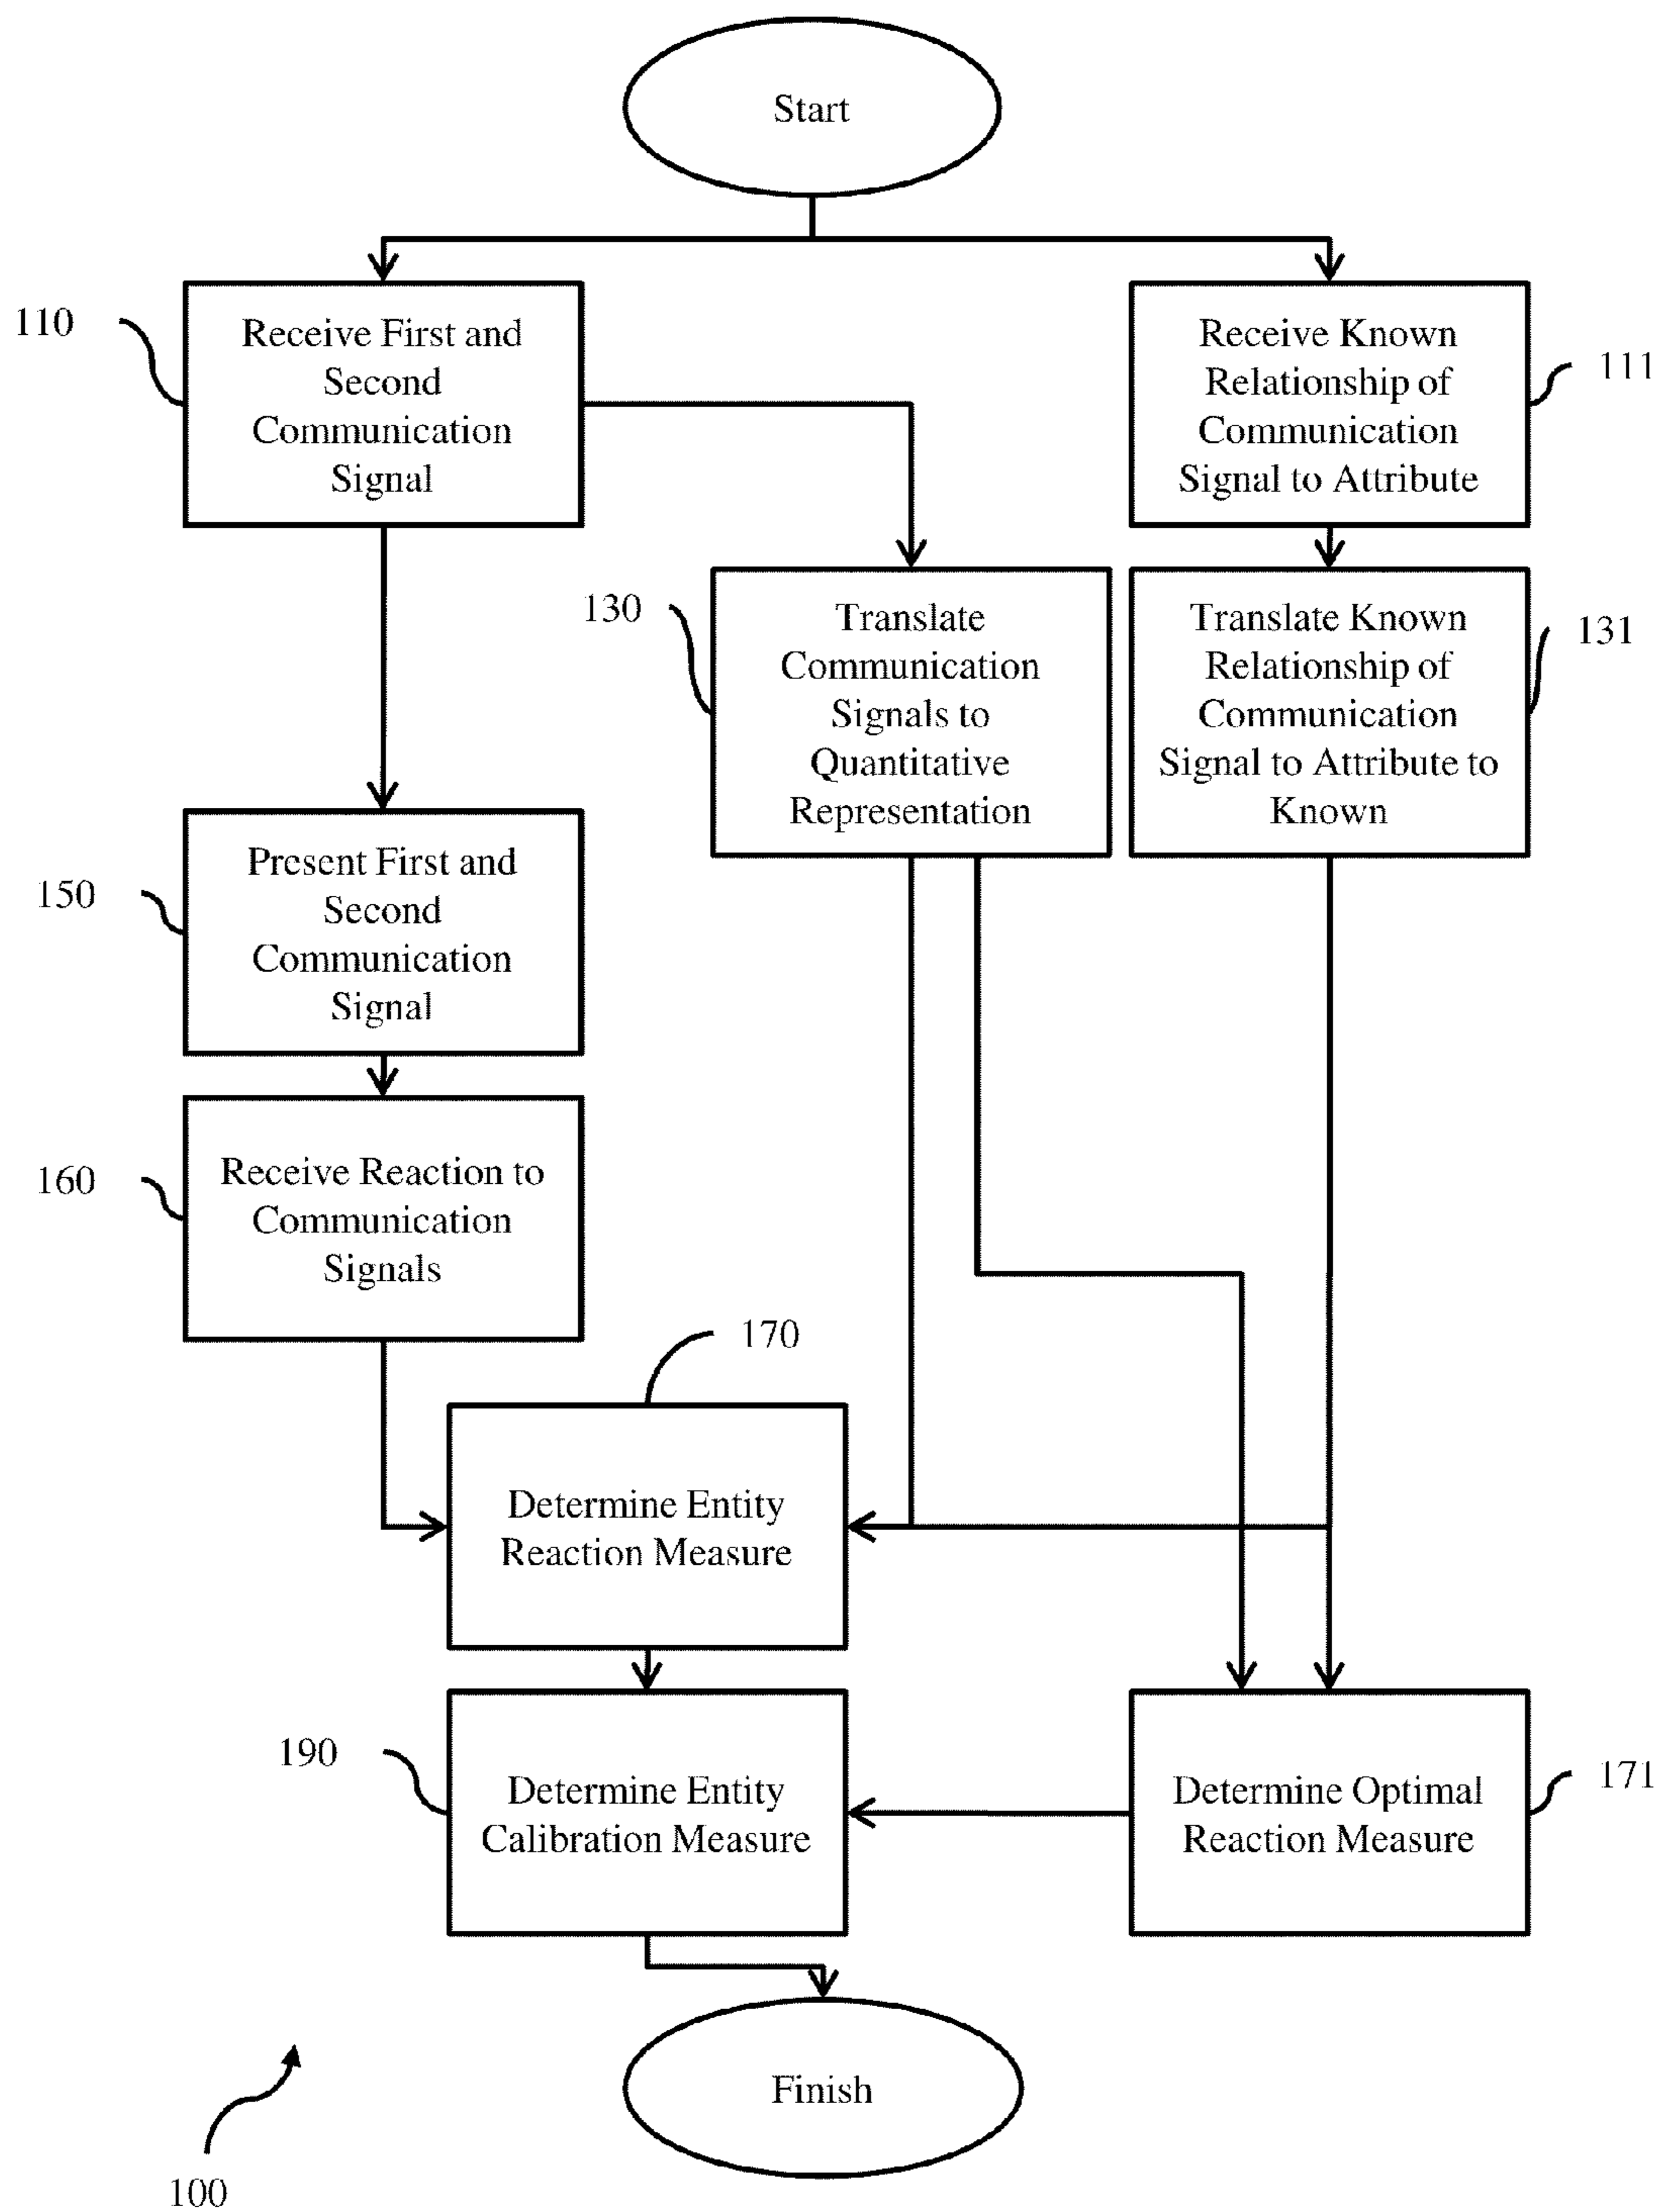 Start
110
Receive First and
Second
Communication
Signal
Receive Known
Relationship of
Communication
Signal to Attribute
111
130
Translate
Communication
Signals to
Quantitative
Representation
Translate Known
Relationship of
Communication
Signal to Attribute to
Known
131
150
Present First and
Second
Communication
Signal
160
Receive Reaction to
Communication
Signals
170
Determine Entity
Reaction Measure
190
Determine Entity
Calibration Measure
Determine Optimal
Reaction Measure
171
Finish
100